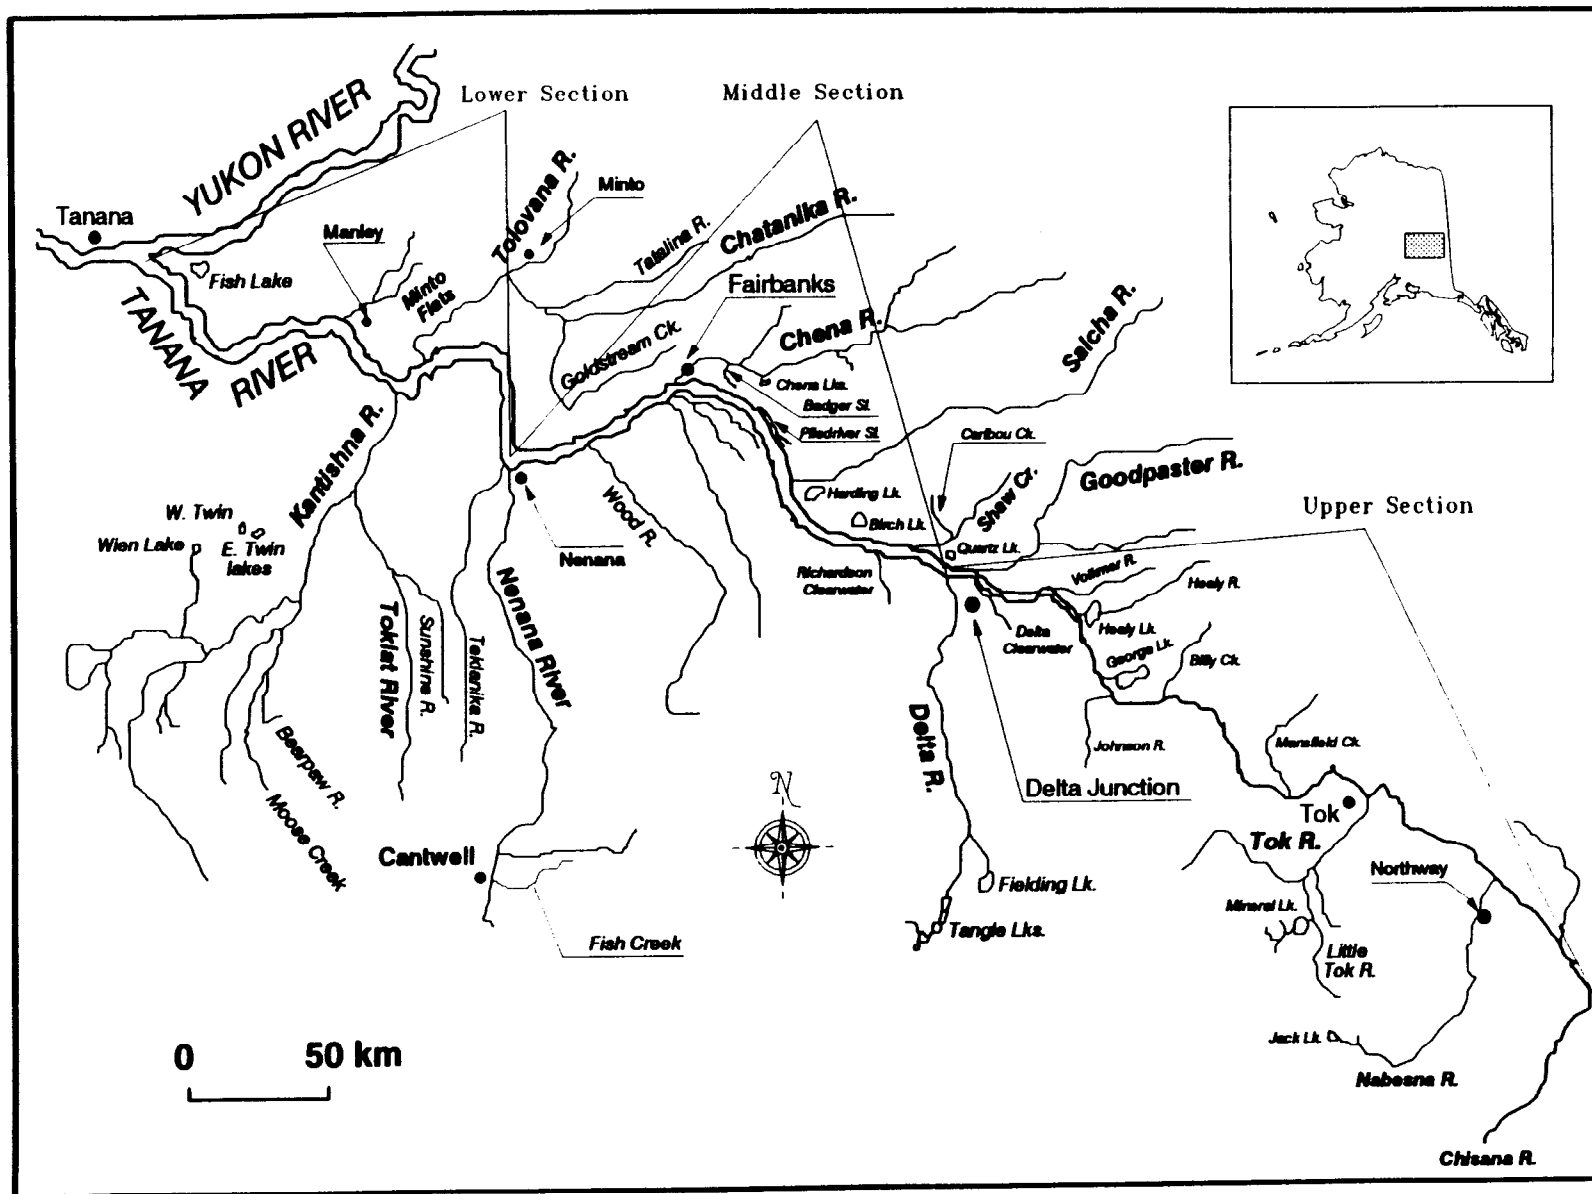 Lower Section
Middle Section
YUKON RIVER
Tanana
Manley
Fish Lake
Minto
Flats
TANANA
RIVER
Tolovana R.
Minto
Tatalina R.
Chatanika R.
Fairbanks
Goldstream Ck.
Chena R.
Chena Lks.
Badger Sl.
Piledriver Sl.
Salcha R.
Caribou Ck.
Harding Lk.
Birch Lk.
Shaw Cr.
Goodpaster R.
Quartz Lk.
Upper Section
Kantishna R.
W. Twin
Wien Lake
E. Twin
lakes
Nenana
Wood R.
Richardson
Clearwater
Volkmar R.
Healy R.
Delta
Clearwater
Healy Lk.
George Lk.
Billy Ck.
Toklat River
Sunshine R.
Teklanika R.
Nenana River
Delta R.
Johnson R.
Mansfield Ck.
Delta Junction
Tok
Tok R.
Bearpaw R.
Moose Creek
Cantwell
N
Fielding Lk.
Northway
Mineral Lk.
Tangle Lks.
Fish Creek
Little
Tok R.
Jack Lk.
Nabesna R.
Chisana R.
0 50 km